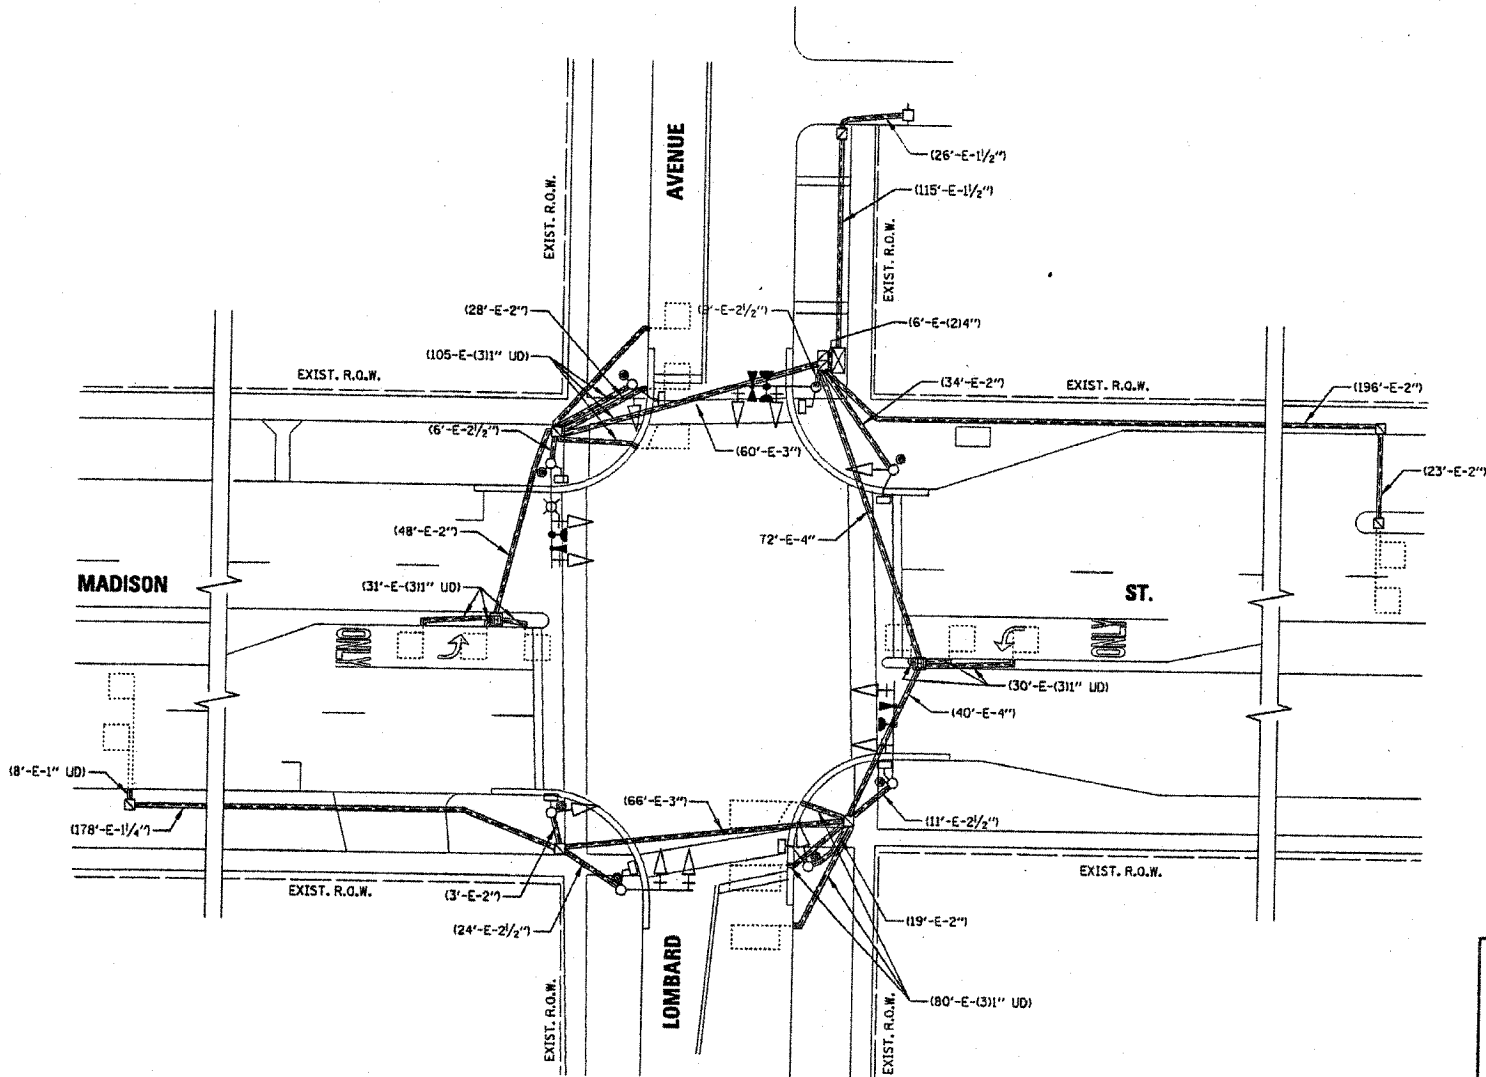 AVENUE
(26'-E-1½")
(115'-E-1½")
EXIST. R.O.W.
EXIST. R.O.W.
(28'-E-2")
'-E-2½")
(6'-E-(2)4")
(105-E-(3)1" UD)
EXIST. R.O.W.
(34'-E-2")
EXIST. R.O.W.
(196'-E-2")
(6'-E-2½")
(60'-E-3")
(23'-E-2")
(48'-E-2")
72'-E-4"
MADISON
(31'-E-(3)1" UD)
ST.
ONLY
ONLY
(30'-E-(3)1" UD)
(40'-E-4")
(8'-E-1" UD)
(66'-E-3")
(178'-E-1¼")
(11'-E-2½")
EXIST. R.O.W.
EXIST. R.O.W.
(3'-E-2")
(24'-E-2½")
(19'-E-2")
LOMBARD
(80'-E-(3)1" UD)
EXIST. R.O.W.
EXIST. R.O.W.